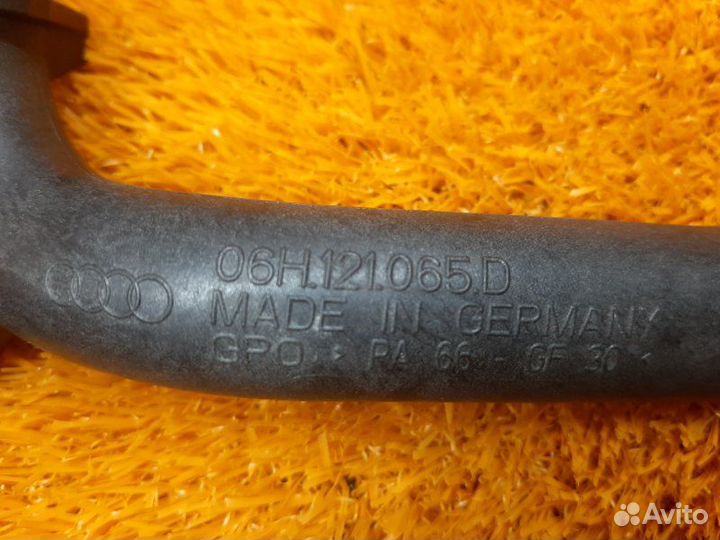 06H.121.065.D
MADE IN GERMANY
GPO > PA 66 - GF 30 <
Avito